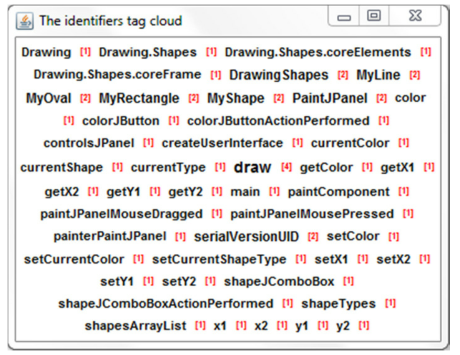 The identifiers tag cloud
Drawing [1] Drawing.Shapes [1] Drawing.Shapes.coreElements [1]
Drawing.Shapes.coreFrame [1] DrawingShapes [2] MyLine [2]
MyOval [2] MyRectangle [2] MyShape [2] PaintJPanel [2] color
[1] colorJButton [1] colorJButtonActionPerformed [1]
controlsJPanel [1] createUserInterface [1] currentColor [1]
currentShape [1] currentType [1] draw [4] getColor [1] getX1 [1]
getX2 [1] getY1 [1] getY2 [1] main [1] paintComponent [1]
paintJPanelMouseDragged [1] paintJPanelMousePressed [1]
painterPaintJPanel [1] serialVersionUID [2] setColor [1]
setCurrentColor [1] setCurrentShapeType [1] setX1 [1] setX2 [1]
setY1 [1] setY2 [1] shapeJComboBox [1]
shapeJComboBoxActionPerformed [1] shapeTypes [1]
shapesArrayList [1] x1 [1] x2 [1] y1 [1] y2 [1]